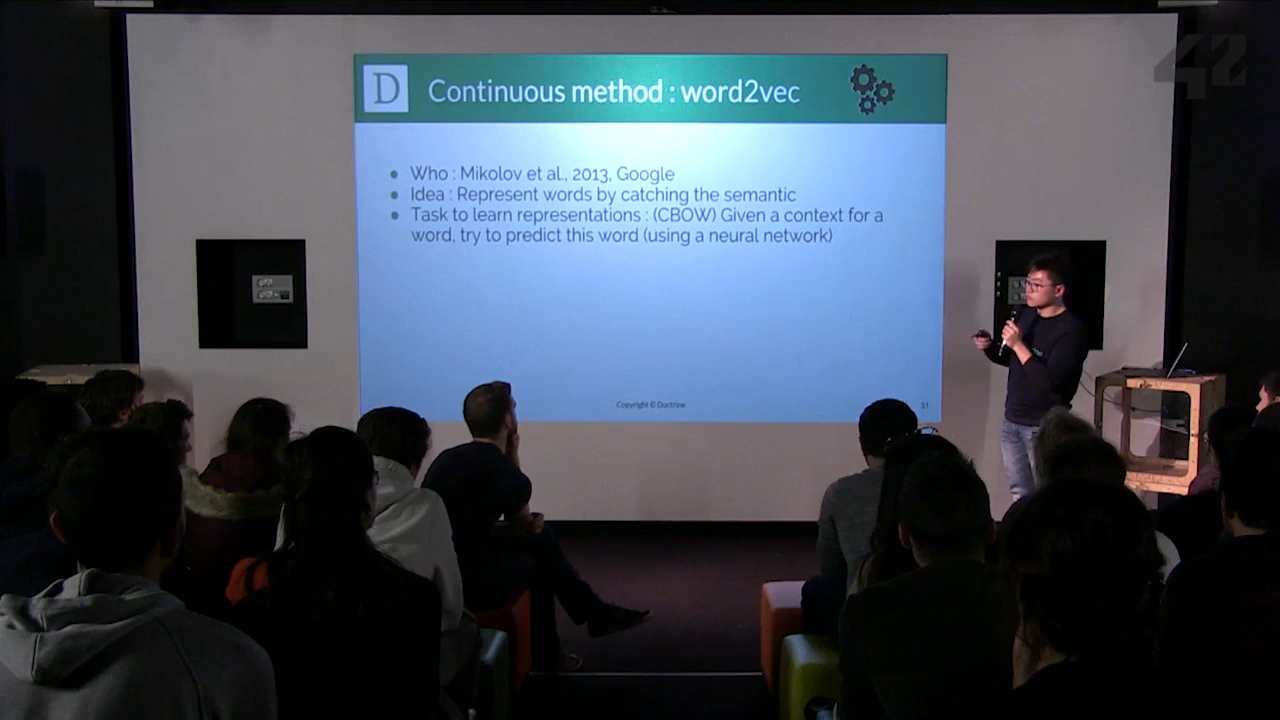 42
D
Continuous method : word2vec
Who : Mikolov et al., 2013, Google
Idea : Represent words by catching the semantic
Task to learn representations : (CBOW) Given a context for a
word, try to predict this word (using a neural network)
Copyright © Doctrine